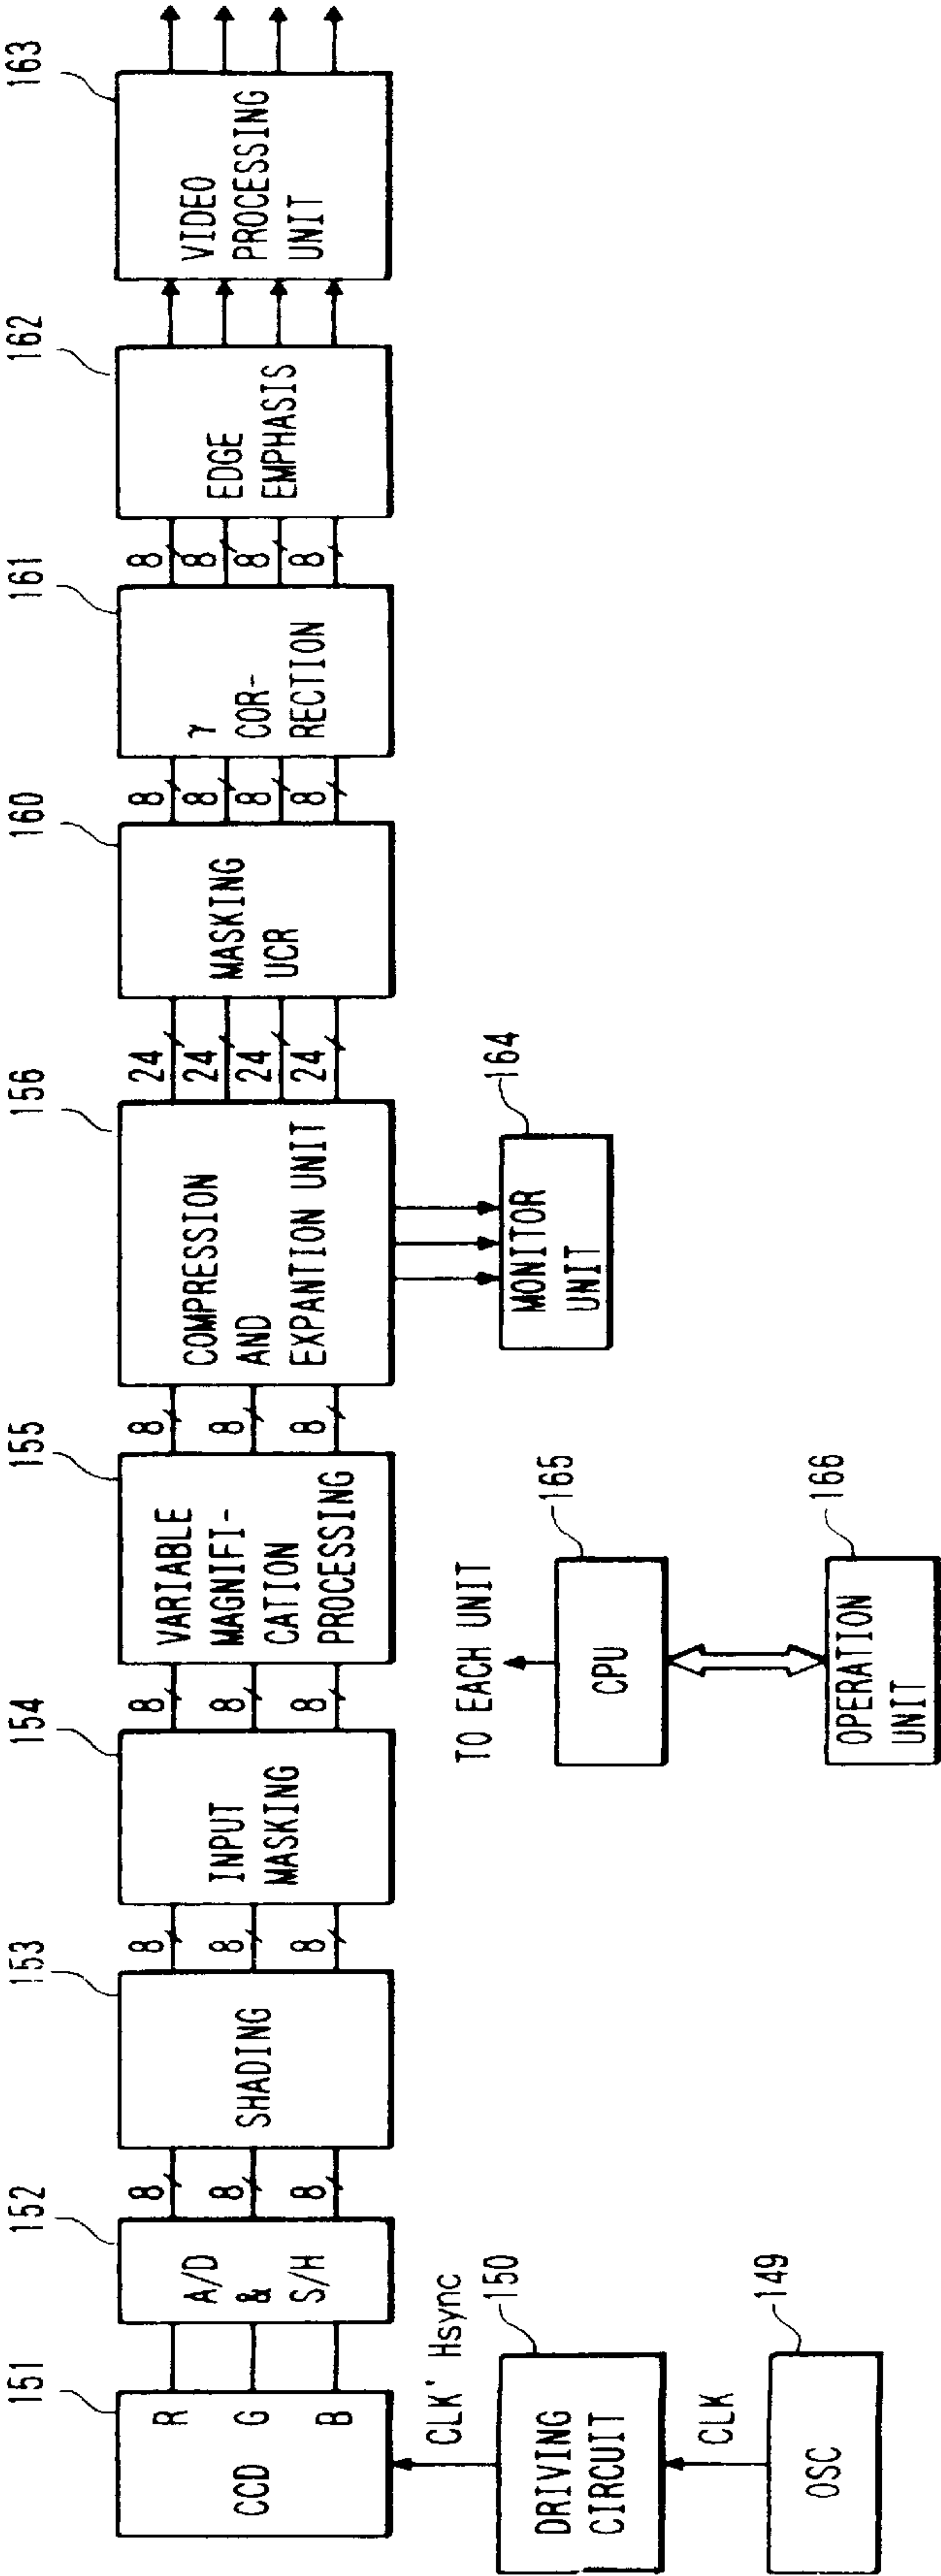 151
152
153
154
155
156
160
161
162
163
CCD
R
G
B
A/D
&
S/H
8
8
8
SHADING
8
8
8
INPUT
MASKING
8
8
8
VARIABLE
MAGNIFI-
CATION
PROCESSING
8
8
8
COMPRESSION
AND
EXPANTION UNIT
24
24
24
24
MASKING
UCR
8
8
8
8
γ
COR-
RECTION
8
8
8
8
EDGE
EMPHASIS
VIDEO
PROCESSING
UNIT
CLK' Hsync
150
DRIVING
CIRCUIT
CLK
149
OSC
TO EACH UNIT
165
CPU
166
OPERATION
UNIT
164
MONITOR
UNIT